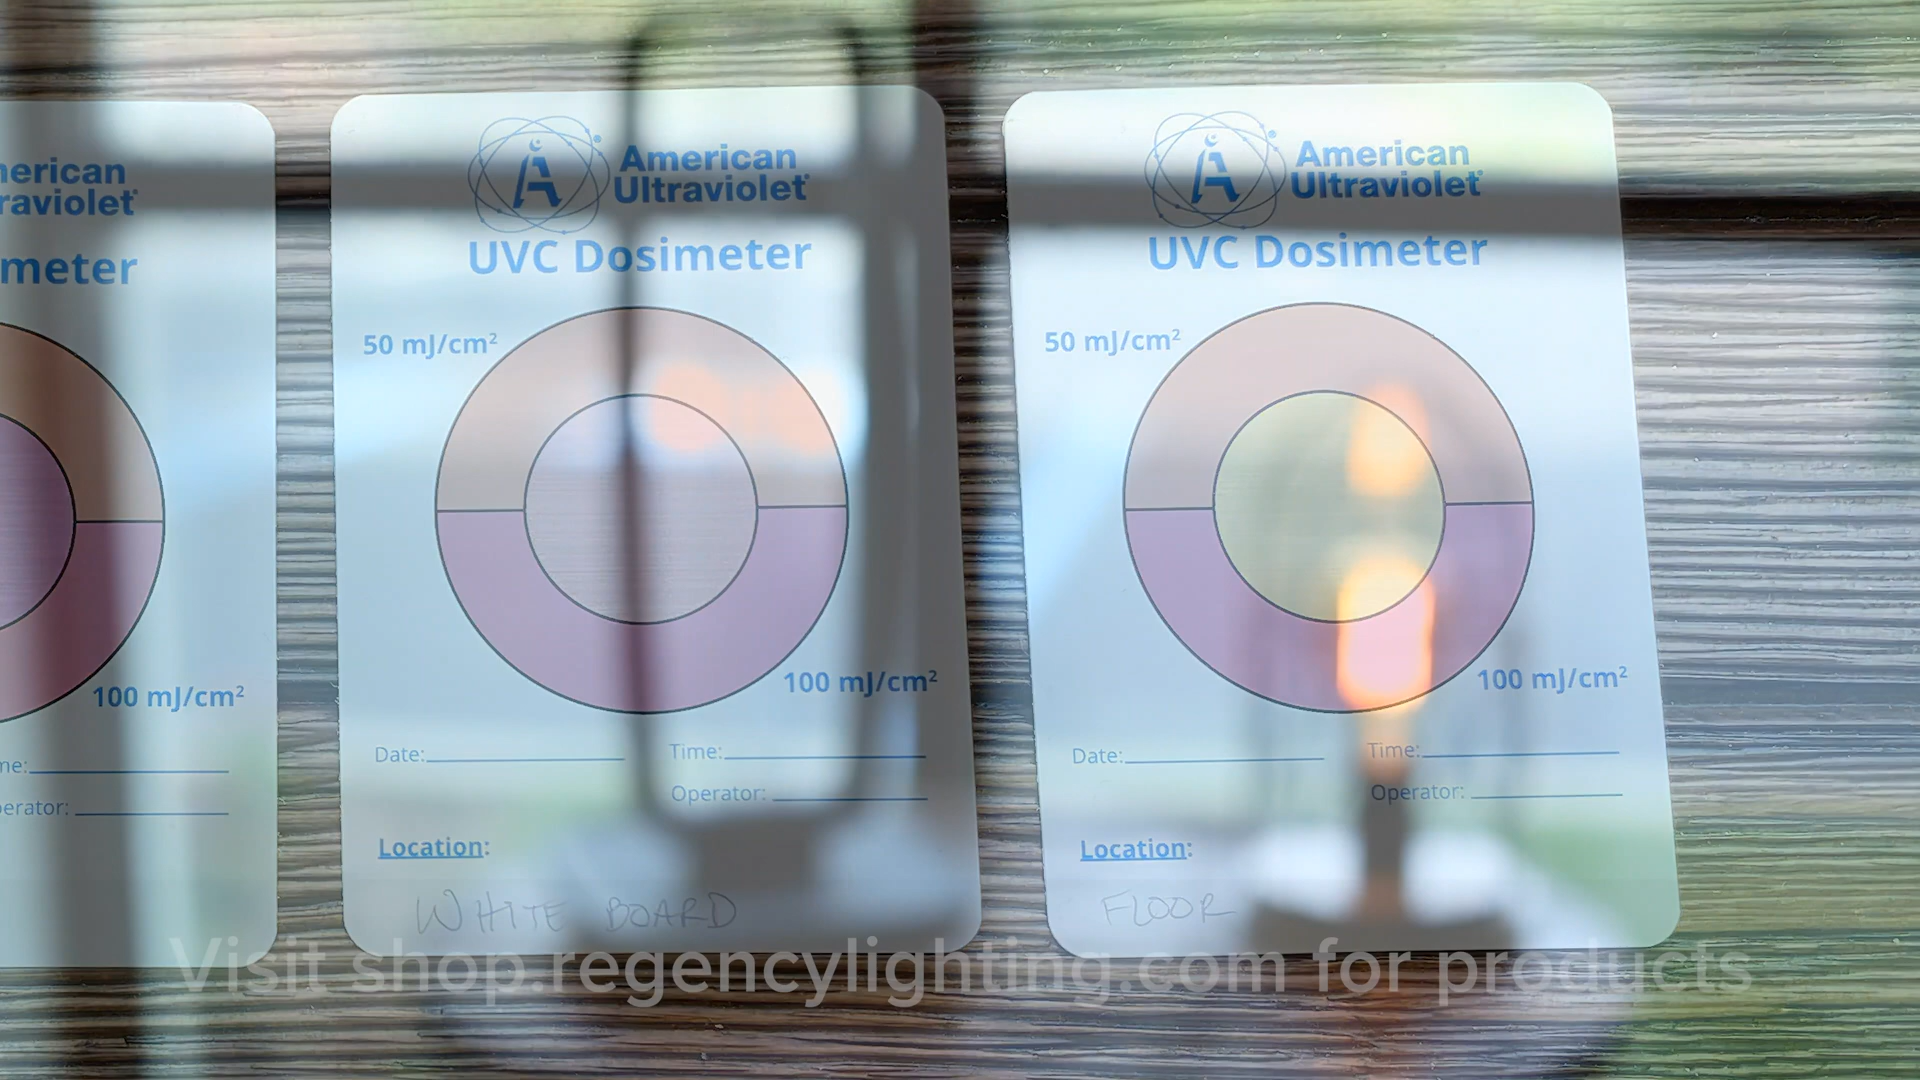 erican
raviolet
meter
100 mJ/cm²
me:
erator:
A
American
Ultraviolet
UVC Dosimeter
50 mJ/cm²
100 mJ/cm²
Date: Time:
Operator:
Location:
WHITE BOARD
A
American
Ultraviolet
UVC Dosimeter
50 mJ/cm²
100 mJ/cm²
Date: Time:
Operator:
Location:
FLOOR
Visit shop.regencylighting.com for products